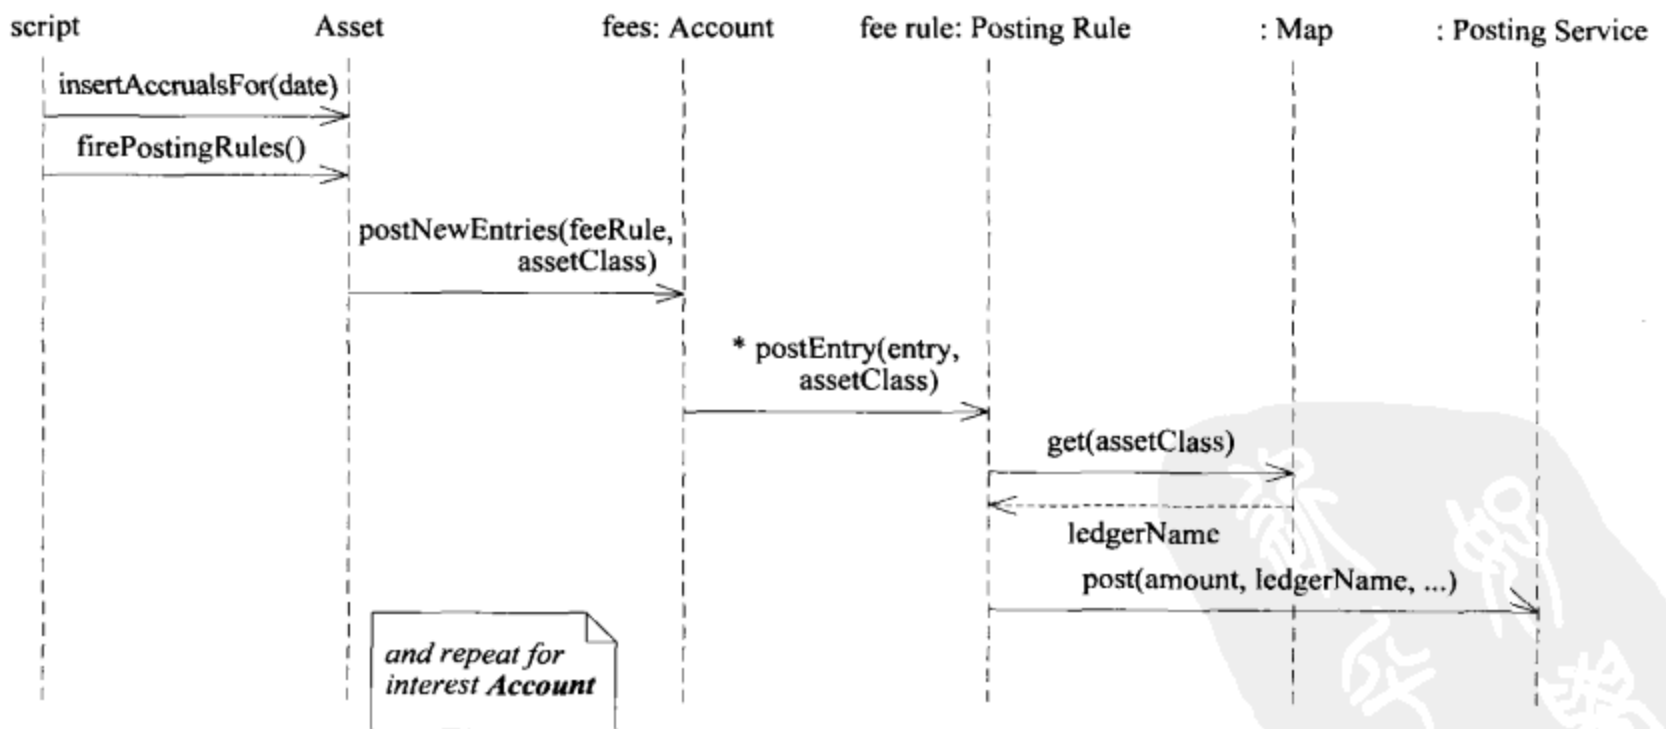 script Asset fees: Account fee rule: Posting Rule : Map : Posting Service
insertAccrualsFor(date)
firePostingRules()
postNewEntries(feeRule,
assetClass)
* postEntry(entry,
assetClass)
get(assetClass)
ledgerName
post(amount, ledgerName, ...)
and repeat for
interest Account